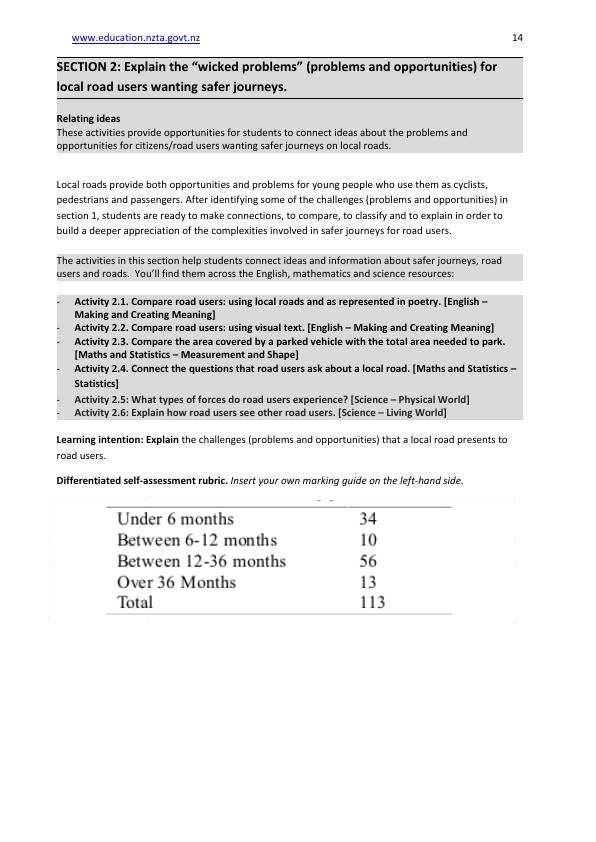 www.education.nzta.govt.nz 14
SECTION 2: Explain the “wicked problems” (problems and opportunities) for
local road users wanting safer journeys.
Relating ideas
These activities provide opportunities for students to connect ideas about the problems and
opportunities for citizens/road users wanting safer journeys on local roads.
Local roads provide both opportunities and problems for young people who use them as cyclists,
pedestrians and passengers. After identifying some of the challenges (problems and opportunities) in
section 1, students are ready to make connections, to compare, to classify and to explain in order to
build a deeper appreciation of the complexities involved in safer journeys for road users.
The activities in this section help students connect ideas and information about safer journeys, road
users and roads. You’ll find them across the English, mathematics and science resources:
- Activity 2.1. Compare road users: using local roads and as represented in poetry. [English –
Making and Creating Meaning]
- Activity 2.2. Compare road users: using visual text. [English – Making and Creating Meaning]
- Activity 2.3. Compare the area covered by a parked vehicle with the total area needed to park.
[Maths and Statistics – Measurement and Shape]
- Activity 2.4. Connect the questions that road users ask about a local road. [Maths and Statistics –
Statistics]
- Activity 2.5: What types of forces do road users experience? [Science – Physical World]
- Activity 2.6: Explain how road users see other road users. [Science – Living World]
Learning intention: Explain the challenges (problems and opportunities) that a local road presents to
road users.
Differentiated self-assessment rubric. Insert your own marking guide on the left-hand side.
Under 6 months 34
Between 6-12 months 10
Between 12-36 months 56
Over 36 Months 13
Total 113